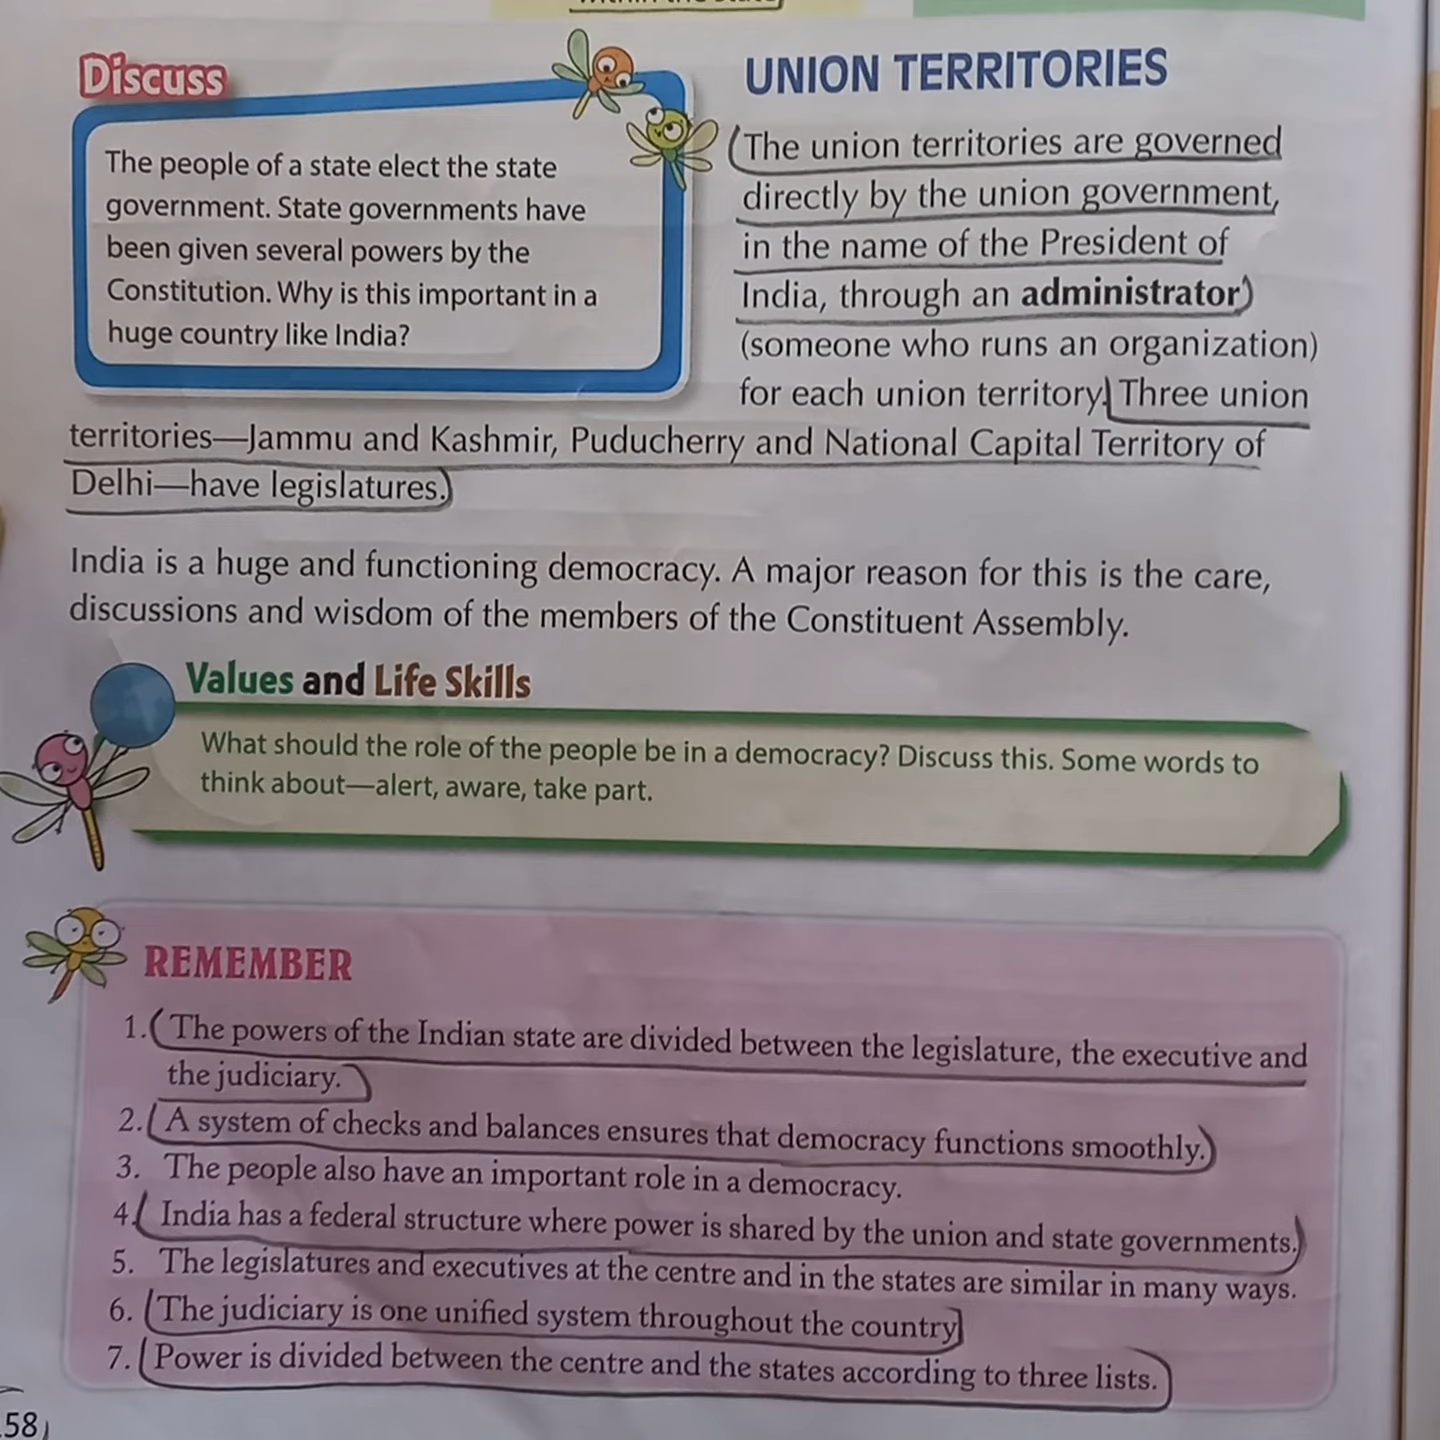 Discuss
The people of a state elect the state
government. State governments have
been given several powers by the
Constitution. Why is this important in a
huge country like India?
UNION TERRITORIES
The union territories are governed
directly by the union government,
in the name of the President of
India, through an administrator
(someone who runs an organization)
for each union territory. Three union
territories—Jammu and Kashmir, Puducherry and National Capital Territory of
Delhi—have legislatures.
India is a huge and functioning democracy. A major reason for this is the care,
discussions and wisdom of the members of the Constituent Assembly.
Values and Life Skills
What should the role of the people be in a democracy? Discuss this. Some words to
think about—alert, aware, take part.
REMEMBER
1. The powers of the Indian state are divided between the legislature, the executive and
the judiciary.
2. A system of checks and balances ensures that democracy functions smoothly.
3. The people also have an important role in a democracy.
4. India has a federal structure where power is shared by the union and state governments.
5. The legislatures and executives at the centre and in the states are similar in many ways.
6. The judiciary is one unified system throughout the country.
7. Power is divided between the centre and the states according to three lists.
58